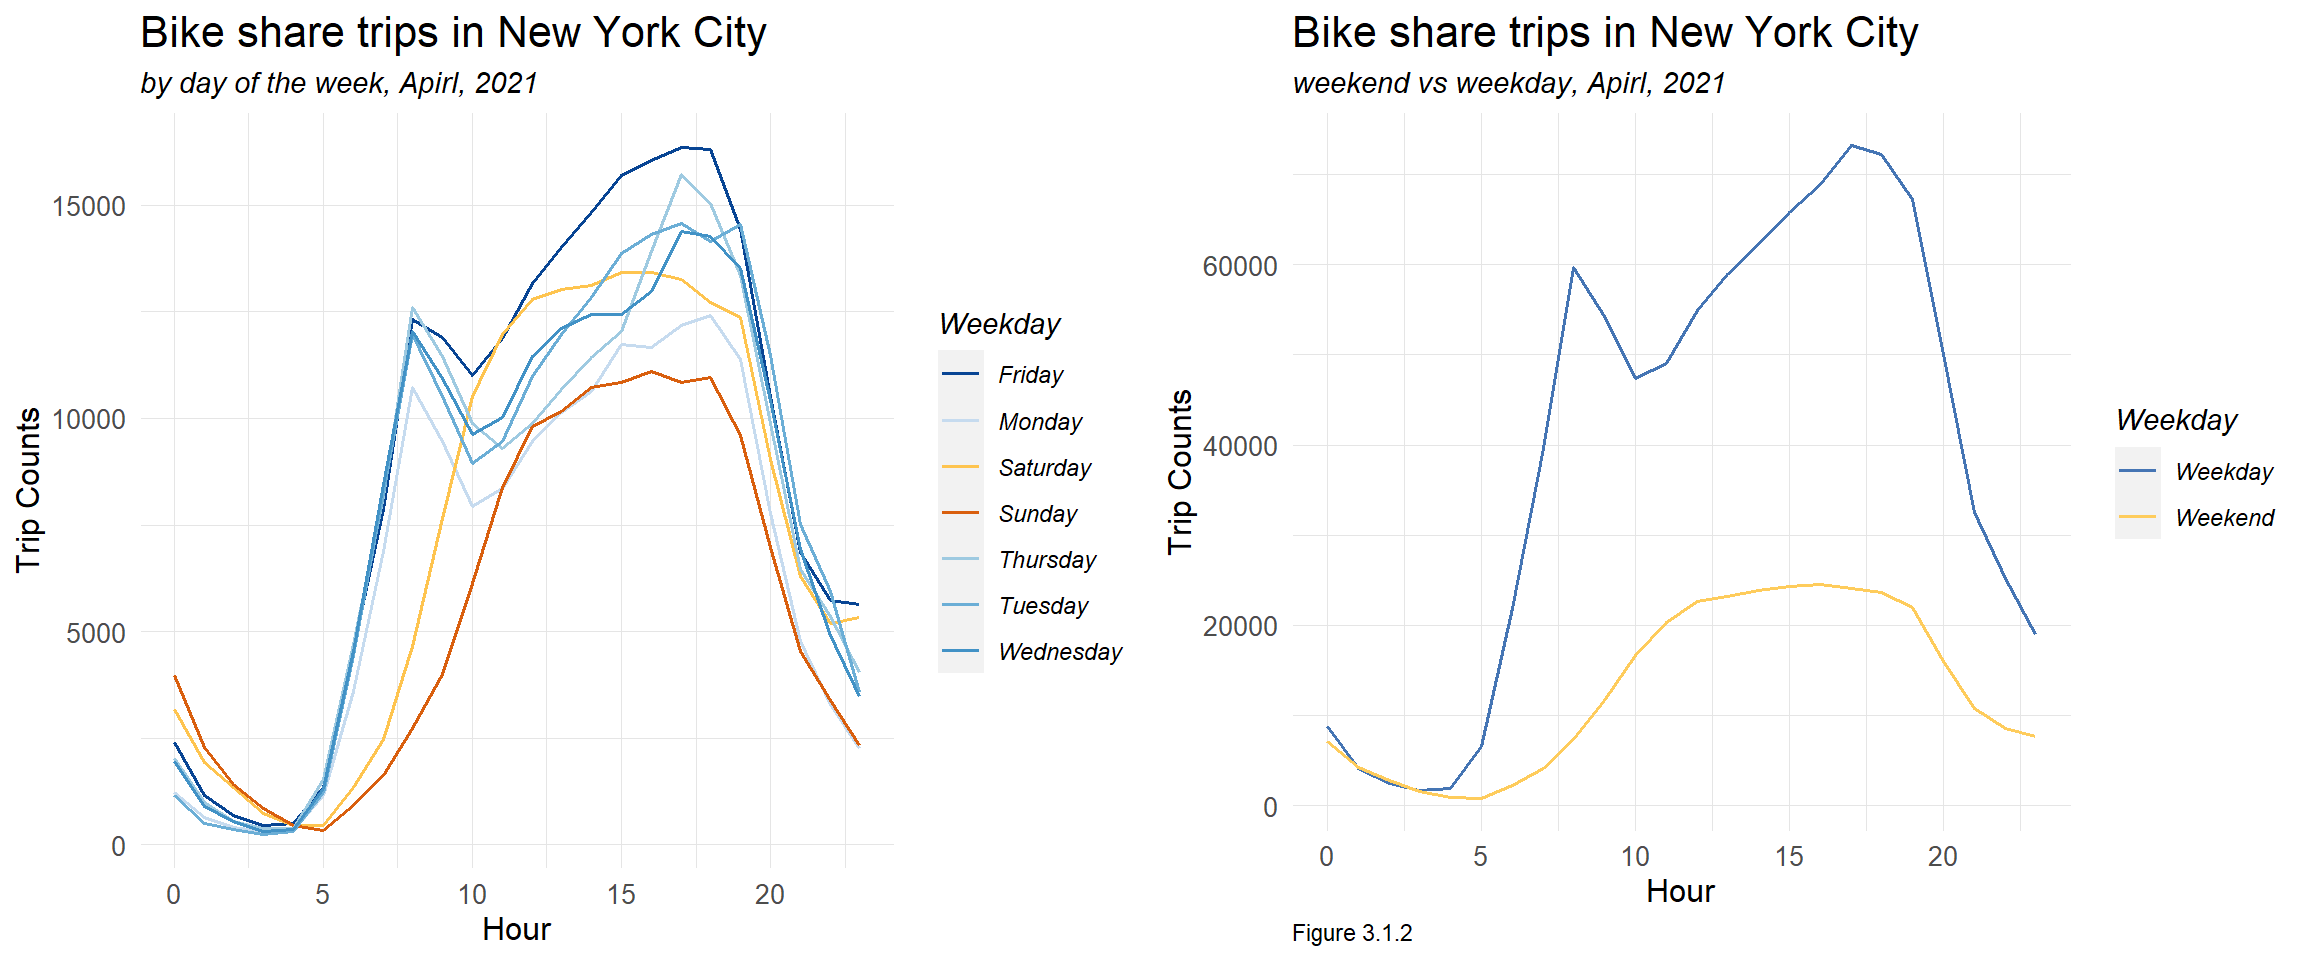 Bike share trips in New York City
by day of the week, Apirl, 2021
Trip Counts
15000
10000
5000
0
0 5 10 15 20
Hour
Weekday
Friday
Monday
Saturday
Sunday
Thursday
Tuesday
Wednesday
Bike share trips in New York City
weekend vs weekday, Apirl, 2021
Trip Counts
60000
40000
20000
0
0 5 10 15 20
Hour
Weekday
Weekday
Weekend
Figure 3.1.2